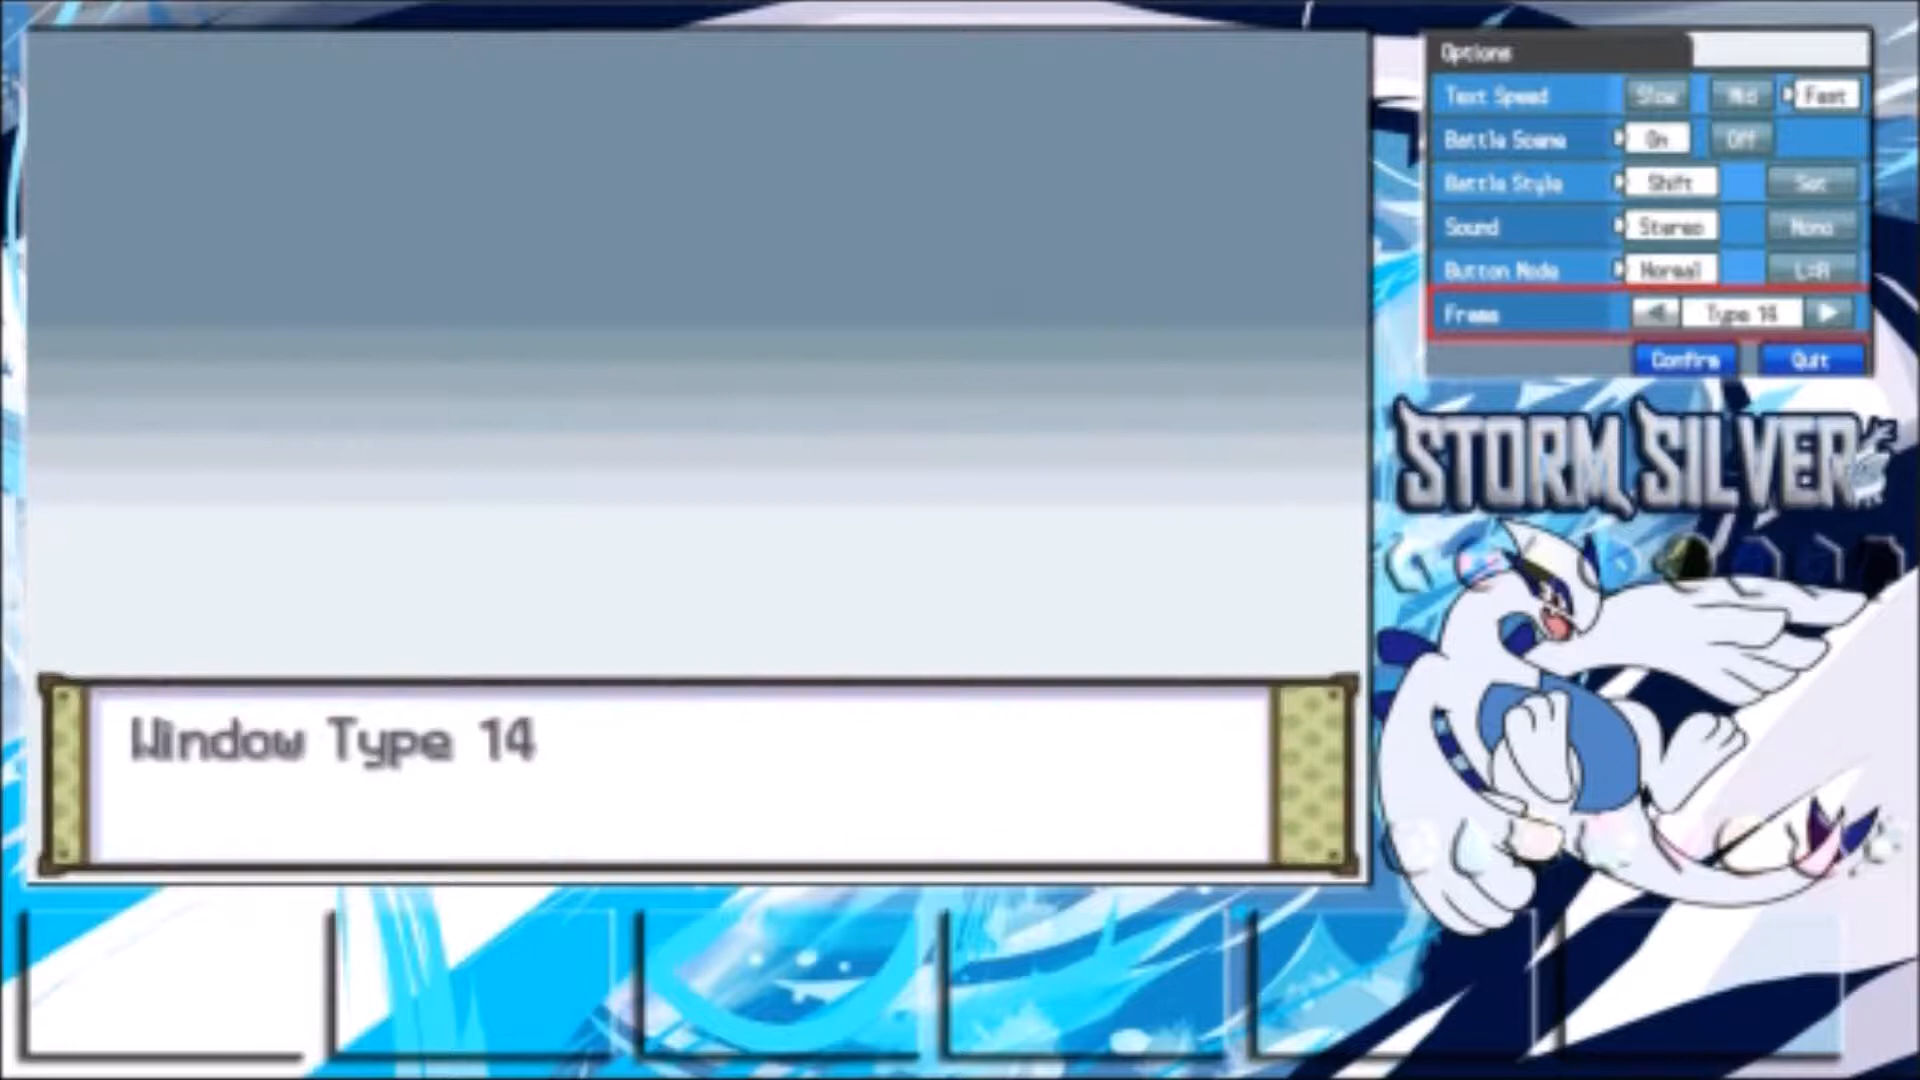 Options
Text Speed Slow Mid Fast
Battle Scene On Off
Battle Style Shift Set
Sound Stereo Mono
Button Mode Normal L=A
Frame Type 14
Confirm Quit
STORM SILVER
Window Type 14